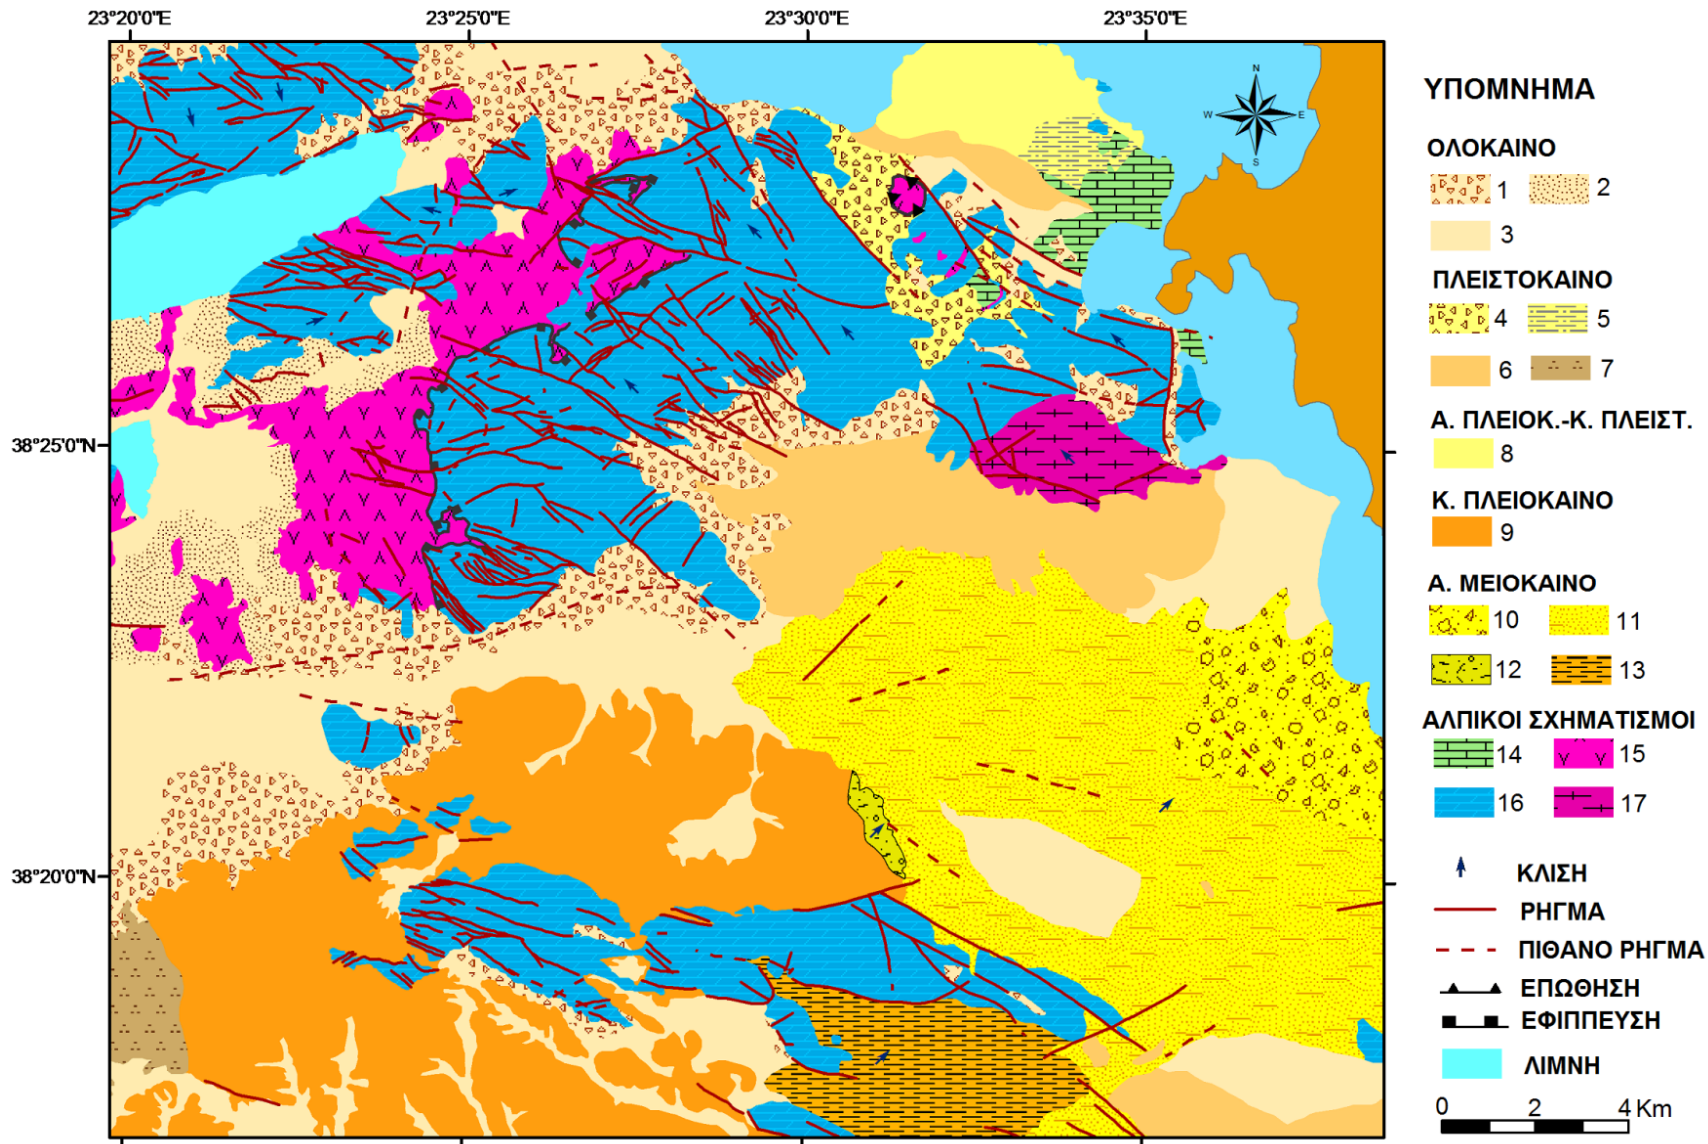 23°20'0"E 23°25'0"E 23°30'0"E 23°35'0"E
N
W E
S
38°25'0"N
38°20'0"N
ΥΠΟΜΝΗΜΑ
ΟΛΟΚΑΙΝΟ
1 2
3
ΠΛΕΙΣΤΟΚΑΙΝΟ
4 5
6 7
Α. ΠΛΕΙΟΚ.-Κ. ΠΛΕΙΣΤ.
8
Κ. ΠΛΕΙΟΚΑΙΝΟ
9
Α. ΜΕΙΟΚΑΙΝΟ
10 11
12 13
ΑΛΠΙΚΟΙ ΣΧΗΜΑΤΙΣΜΟΙ
14 15
16 17
ΚΛΙΣΗ
ΡΗΓΜΑ
ΠΙΘΑΝΟ ΡΗΓΜΑ
ΕΠΩΘΗΣΗ
ΕΦΙΠΠΕΥΣΗ
ΛΙΜΝΗ
0 2 4 Km